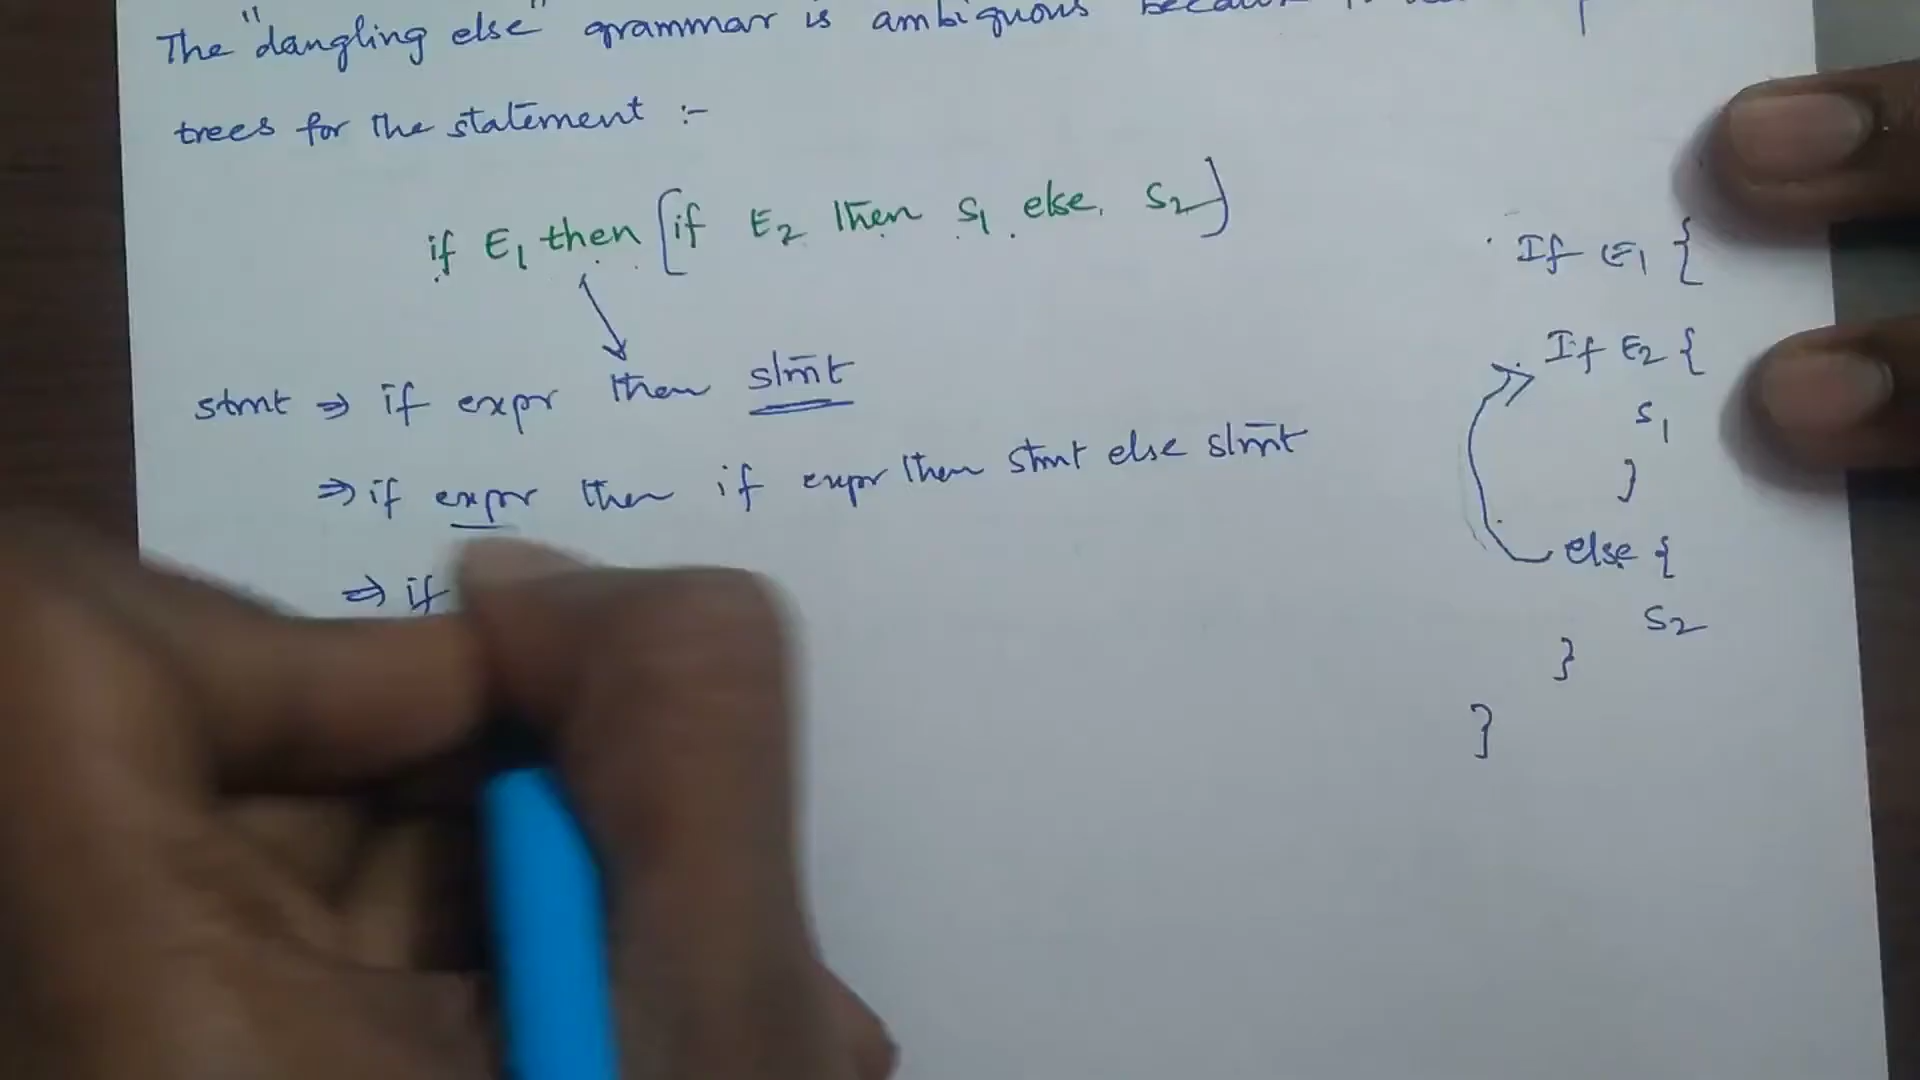 The "dangling else" grammar is ambiguous
trees for the statement :-
if E1 then [if E2 then S1 else S2]
stmt ⇒ if expr then stmt
⇒ if expr then if expr then stmt else stmt
⇒ if
If E1 {
If E2 {
S1
}
else {
S2
}
}